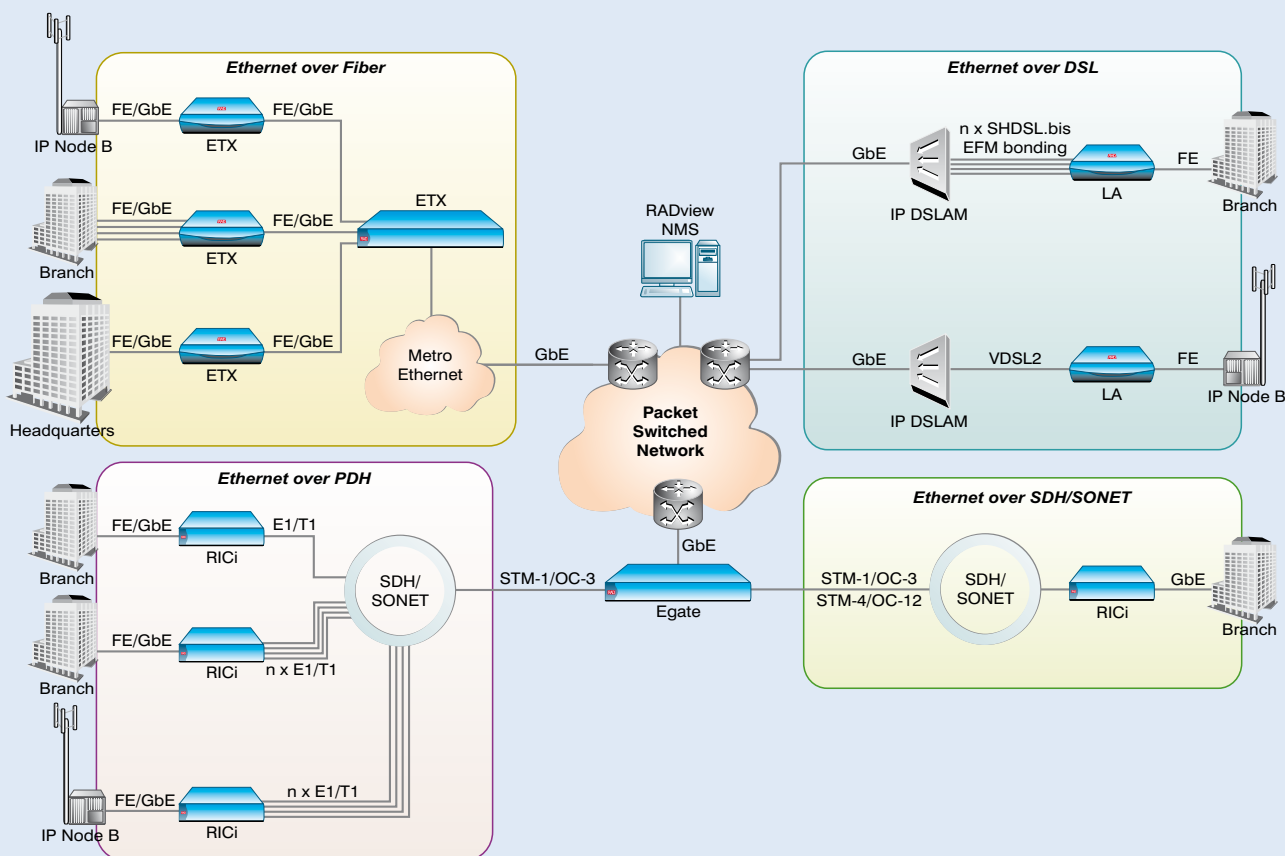 Ethernet over Fiber
FE/GbE
FE/GbE
IP Node B
ETX
FE/GbE
FE/GbE
ETX
Branch
ETX
FE/GbE
FE/GbE
Metro
Ethernet
ETX
Headquarters
GbE
RADview
NMS
Packet
Switched
Network
GbE
Ethernet over DSL
GbE
n x SHDSL.bis
EFM bonding
FE
LA
IP DSLAM
Branch
GbE
VDSL2
FE
LA
IP DSLAM
IP Node B
Ethernet over PDH
FE/GbE
E1/T1
RICi
Branch
SDH/
SONET
FE/GbE
RICi
n x E1/T1
Branch
FE/GbE
n x E1/T1
RICi
IP Node B
STM-1/OC-3
Egate
Ethernet over SDH/SONET
STM-1/OC-3
STM-4/OC-12
SDH/
SONET
RICi
GbE
Branch